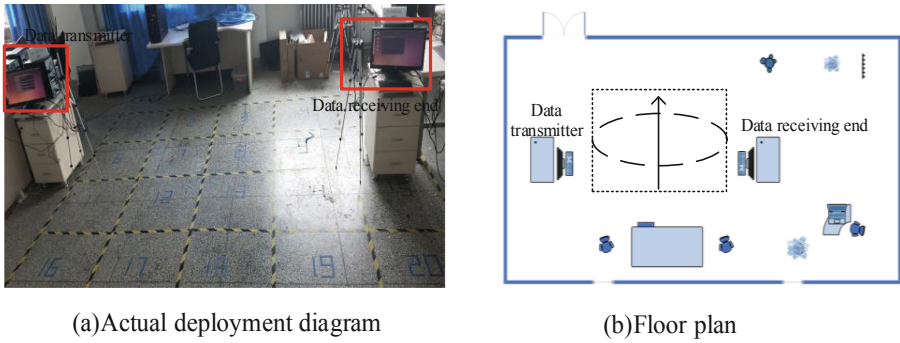 Data transmitter
Data receiving end
16 17 18 19 20
Data
transmitter
Data receiving end
(a)Actual deployment diagram
(b)Floor plan